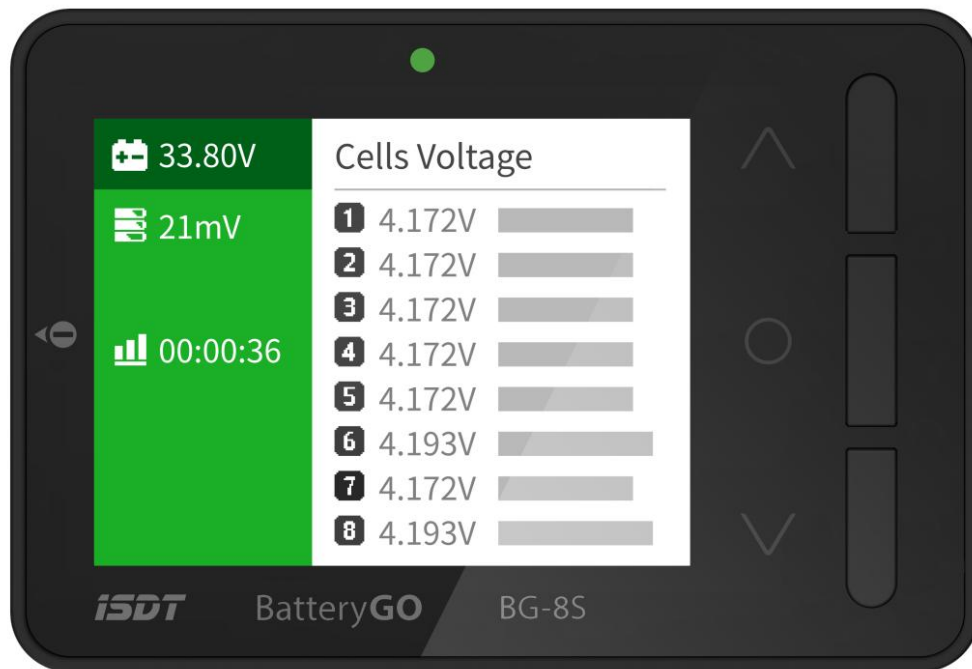 33.80V
21mV
00:00:36
Cells Voltage
1 4.172V
2 4.172V
3 4.172V
4 4.172V
5 4.172V
6 4.193V
7 4.172V
8 4.193V
iSDT BatteryGO BG-8S